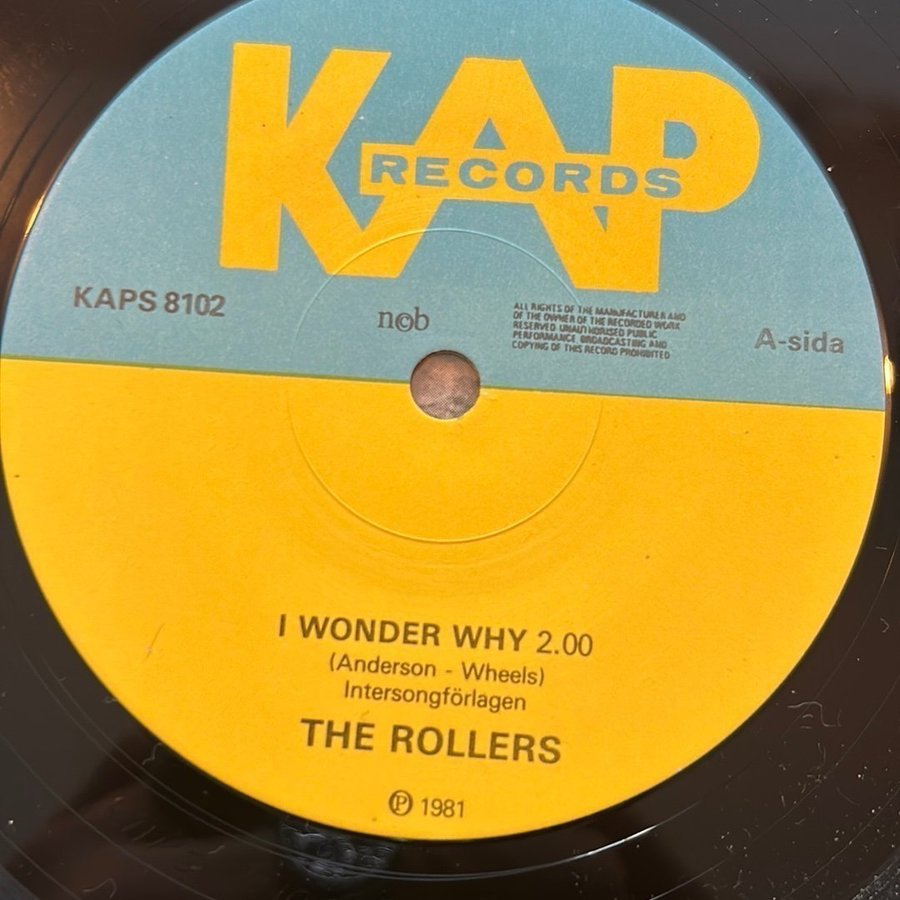 KAP
RECORDS
KAPS 8102
n©b
ALL RIGHTS OF THE MANUFACTURER AND
OF THE OWNER OF THE RECORDED WORK
RESERVED. UNAUTHORISED PUBLIC
PERFORMANCE BROADCASTING AND
COPYING OF THIS RECORD PROHIBITED
A-sida
I WONDER WHY 2.00
(Anderson - Wheels)
Intersongförlagen
THE ROLLERS
Ⓟ 1981